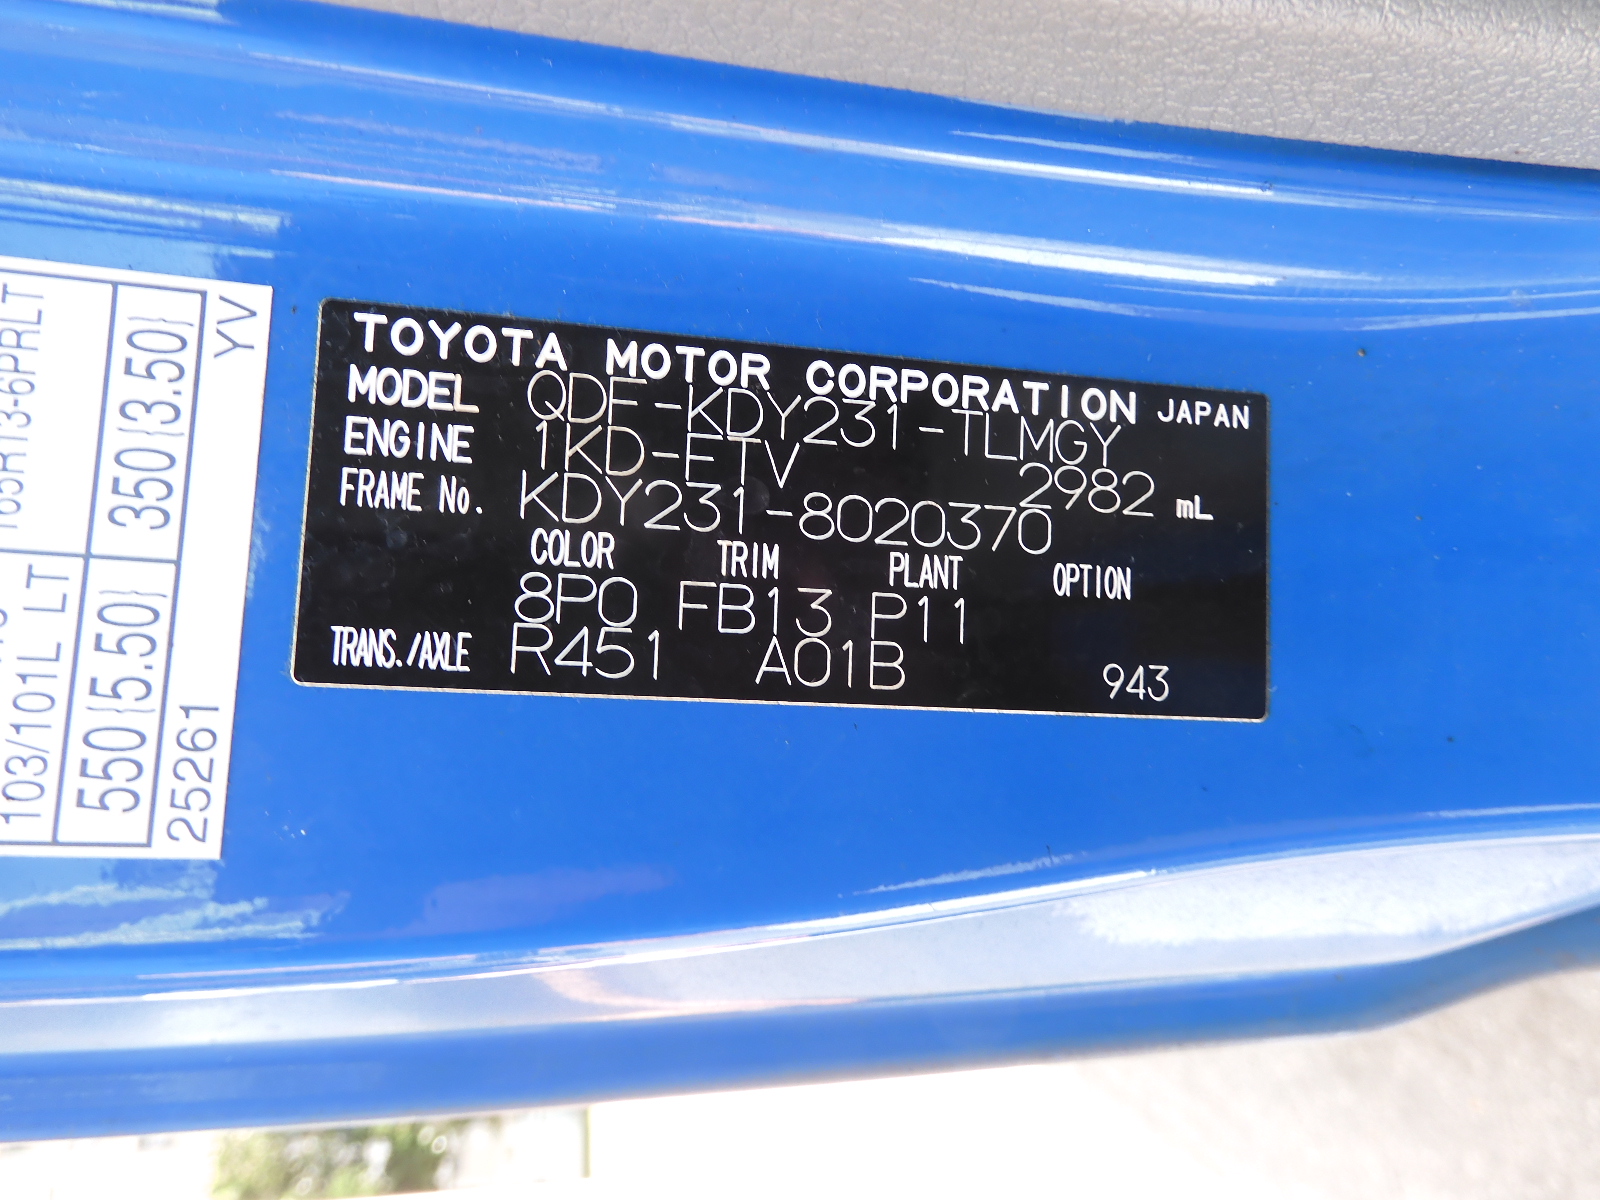 TOYOTA MOTOR CORPORATION JAPAN
MODEL QDF-KDY231-TLMGY
ENGINE 1KD-FTV 2982 mL
FRAME No. KDY231-8020370
COLOR TRIM PLANT OPTION
8P0 FB13 P11
TRANS./AXLE R451 A01B 943
103/101L LT
550(5.50) 350(3.50)
25261 YV